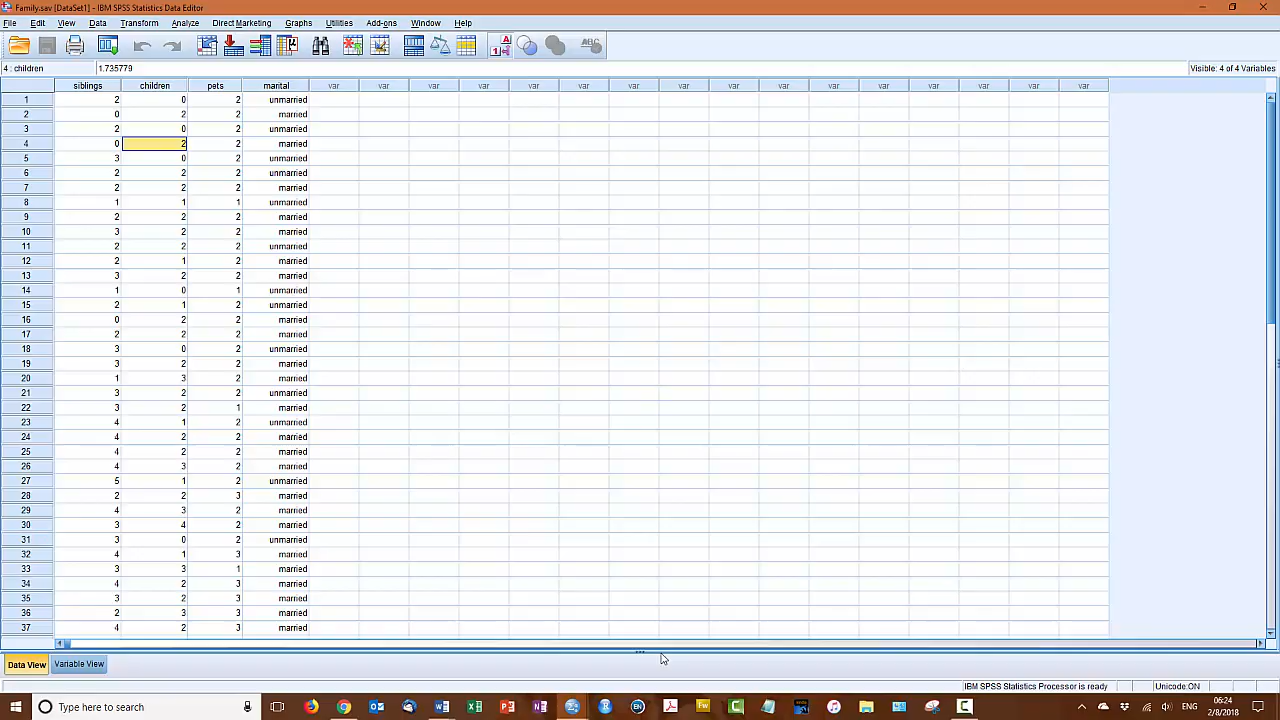 Family.sav [DataSet1] - IBM SPSS Statistics Data Editor
File Edit View Data Transform Direct Marketing Graphs Utilities Add-ons Window Help
4 : children 1.735779 Visible: 4 of 4 Variables
siblings children pets marital var var var var var var var var var var var var var var var var
1 2 0 2 unmarried
2 0 2 2 married
3 2 0 2 unmarried
4 0 2 2 married
5 3 0 2 unmarried
6 2 2 2 unmarried
7 2 2 2 married
8 1 1 1 unmarried
9 2 2 2 married
10 3 2 2 married
11 2 2 2 unmarried
12 2 1 2 married
13 3 2 2 married
14 1 0 1 unmarried
15 2 1 2 unmarried
16 0 2 2 married
17 2 2 2 married
18 3 0 2 unmarried
19 3 2 2 married
20 1 3 2 married
21 3 2 2 unmarried
22 3 2 1 married
23 4 1 2 unmarried
24 4 2 2 married
25 4 2 2 married
26 4 3 2 married
27 5 1 2 unmarried
28 2 2 3 married
29 4 3 2 married
30 3 4 2 married
31 3 0 2 unmarried
32 4 1 3 married
33 3 3 1 married
34 4 2 3 married
35 3 2 3 married
36 2 3 3 married
37 4 2 3 married
Data View Variable View
IBM SPSS Statistics Processor is ready Unicode:ON
Type here to search
06:24
2/8/2018